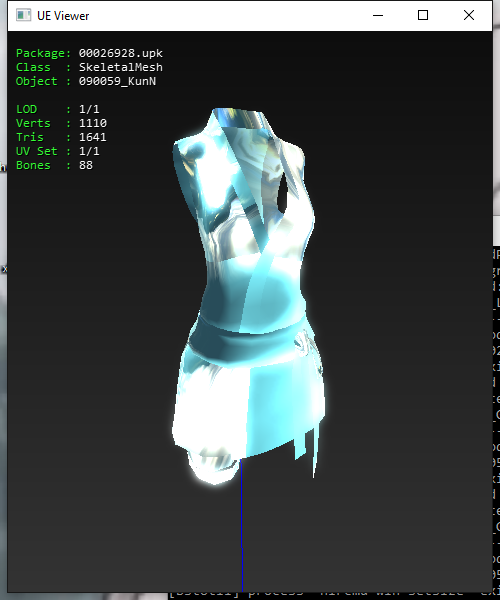 UE Viewer
Package: 00026928.upk
Class : SkeletalMesh
Object : 090059_KunN
LOD : 1/1
Verts : 1110
Tris : 1641
UV Set : 1/1
Bones : 88